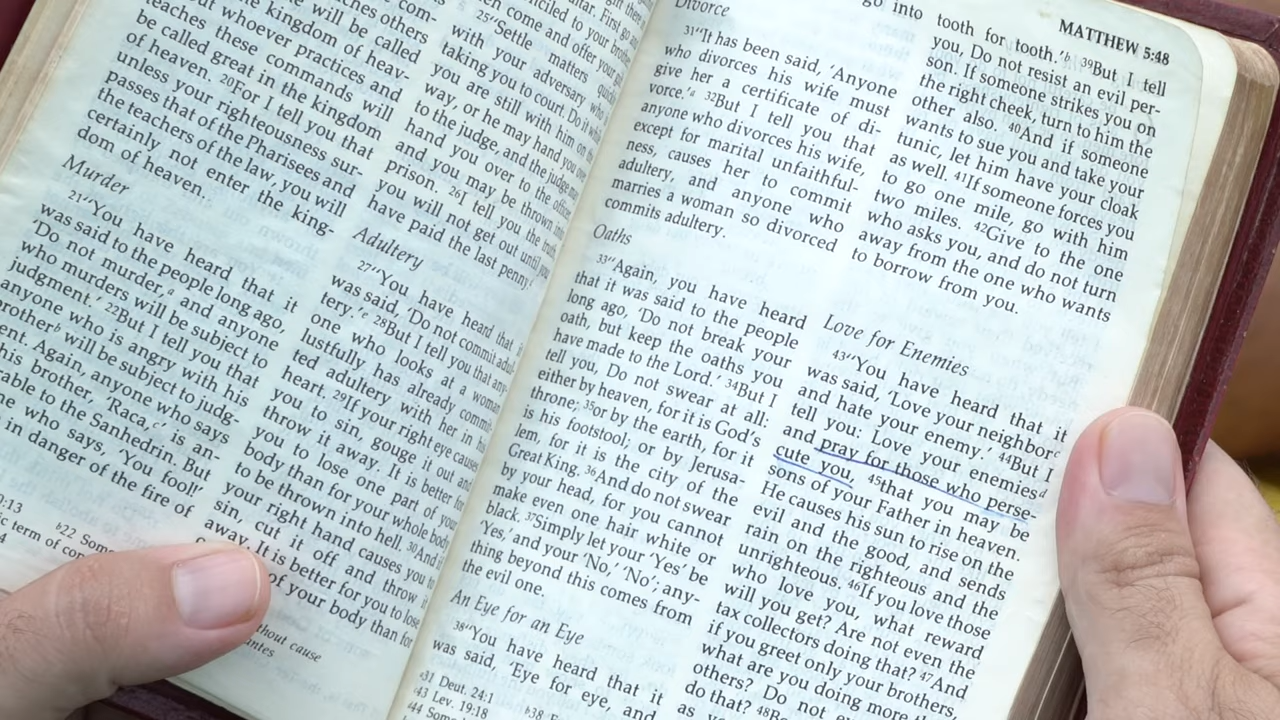 MATTHEW 5:48
teaches others
will be called
the kingdom of heav-
but whoever practices and
teaches these commands will
be called great in the kingdom
of heaven. 20For I tell you that
unless your righteousness sur-
passes that of the Pharisees and
the teachers of the law, you will
certainly not enter the king-
dom of heaven.
Murder
21“You have heard that it
was said to the people long ago,
‘Do not murder,a and anyone
who murders will be subject to
judgment.’ 22But I tell you that
anyone who is angry with his
brotherb will be subject to judg-
ment. Again, anyone who says
his brother, ‘Raca,c’ is an-
to the Sanhedrin. But
who says, ‘You fool!’
in danger of the fire of
b22 Some
term of
come and offer your
25“Settle matters
with your adversary who
taking you to court. Do it
you are still with him on
way, or he may hand you
to the judge, and the judge
hand you over to the officer
and you may be thrown
prison. 26I tell you the truth,
you will not get out until you
have paid the last penny.
Adultery
27“You have heard that
was said, ‘Do not commit adul-
tery.’e 28But I tell you that
one who looks at a woman
lustfully has already commit-
ted adultery with her in his
heart. 29If your right eye causes
you to sin, gouge it out and
throw it away. It is better for
you to lose one part of your
body than for your whole body
to be thrown into hell. 30And if
your right hand causes you to
sin, cut it off and throw it
away. It is better for you to lose
of your body than for
without cause
Divorce
31“It has been said, ‘Anyone
who divorces his wife must
give her a certificate of di-
vorce.’a 32But I tell you that
anyone who divorces his wife,
except for marital unfaithful-
ness, causes her to commit
adultery, and anyone who
marries a woman so divorced
commits adultery.
Oaths
33“Again, you have heard
that it was said to the people
long ago, ‘Do not break your
oath, but keep the oaths you
have made to the Lord.’ 34But I
tell you, Do not swear at all:
either by heaven, for it is God's
throne; 35or by the earth, for it
is his footstool; or by Jerusa-
lem, for it is the city of the
Great King. 36And do not swear
by your head, for you cannot
make even one hair white or
black. 37Simply let your ‘Yes’ be
‘Yes,’ and your ‘No,’ ‘No’; any-
thing beyond this comes from
the evil one.
An Eye for an Eye
38“You have heard that it
was said, ‘Eye for eye, and
31 Deut. 24:1
43 Lev. 19:18
44 Some
b38
go into
tooth for tooth.’b 39But I tell
you, Do not resist an evil per-
son. If someone strikes you on
the right cheek, turn to him the
other also. 40And if someone
wants to sue you and take your
tunic, let him have your cloak
as well. 41If someone forces you
to go one mile, go with him
two miles. 42Give to the one
who asks you, and do not turn
away from the one who wants
to borrow from you.
Love for Enemies
43“You have heard that it
was said, ‘Love your neighborc
and hate your enemy.’ 44But I
tell you: Love your enemiesd
and pray for those who perse-
cute you, 45that you may be
sons of your Father in heaven.
He causes his sun to rise on the
evil and the good, and sends
rain on the righteous and the
unrighteous. 46If you love those
who love you, what reward
will you get? Are not even the
tax collectors doing that? 47And
if you greet only your brothers,
what are you doing more than
others? Do not even
do that? 48Be